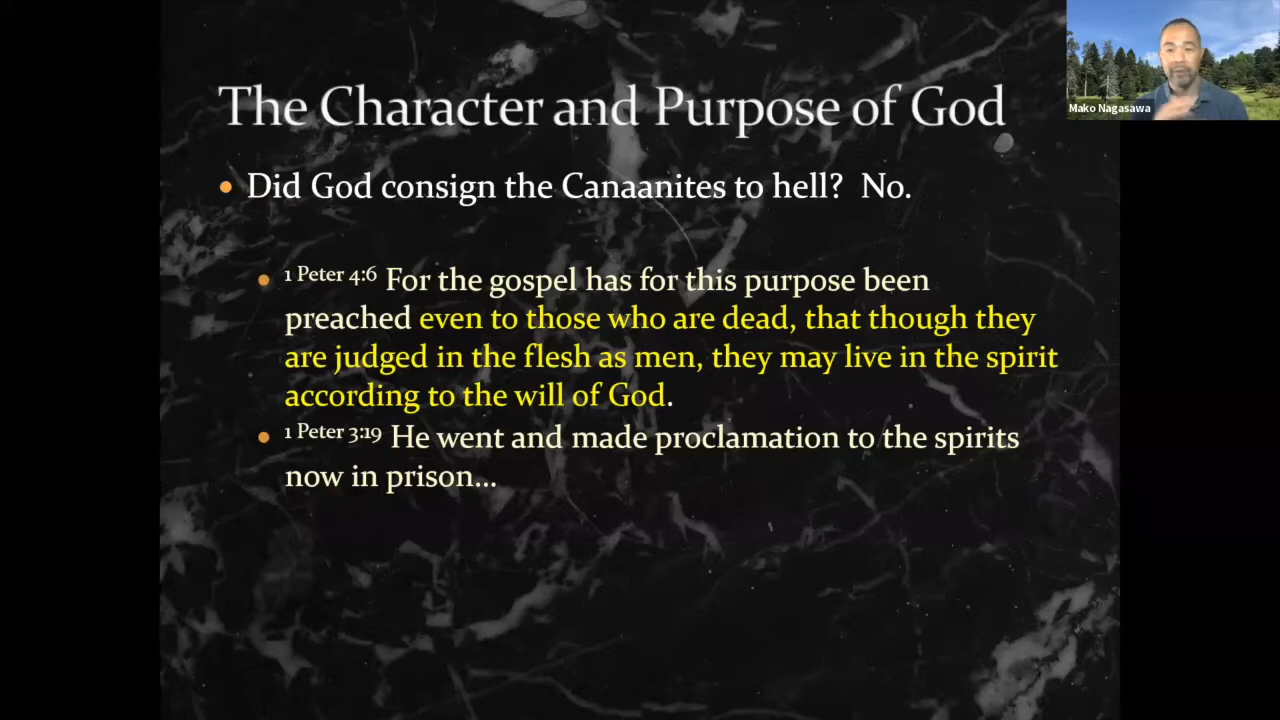 The Character and Purpose of God
Mako Nagasawa
• Did God consign the Canaanites to hell?  No.
• 1 Peter 4:6 For the gospel has for this purpose been
preached even to those who are dead, that though they
are judged in the flesh as men, they may live in the spirit
according to the will of God.
• 1 Peter 3:19 He went and made proclamation to the spirits
now in prison...